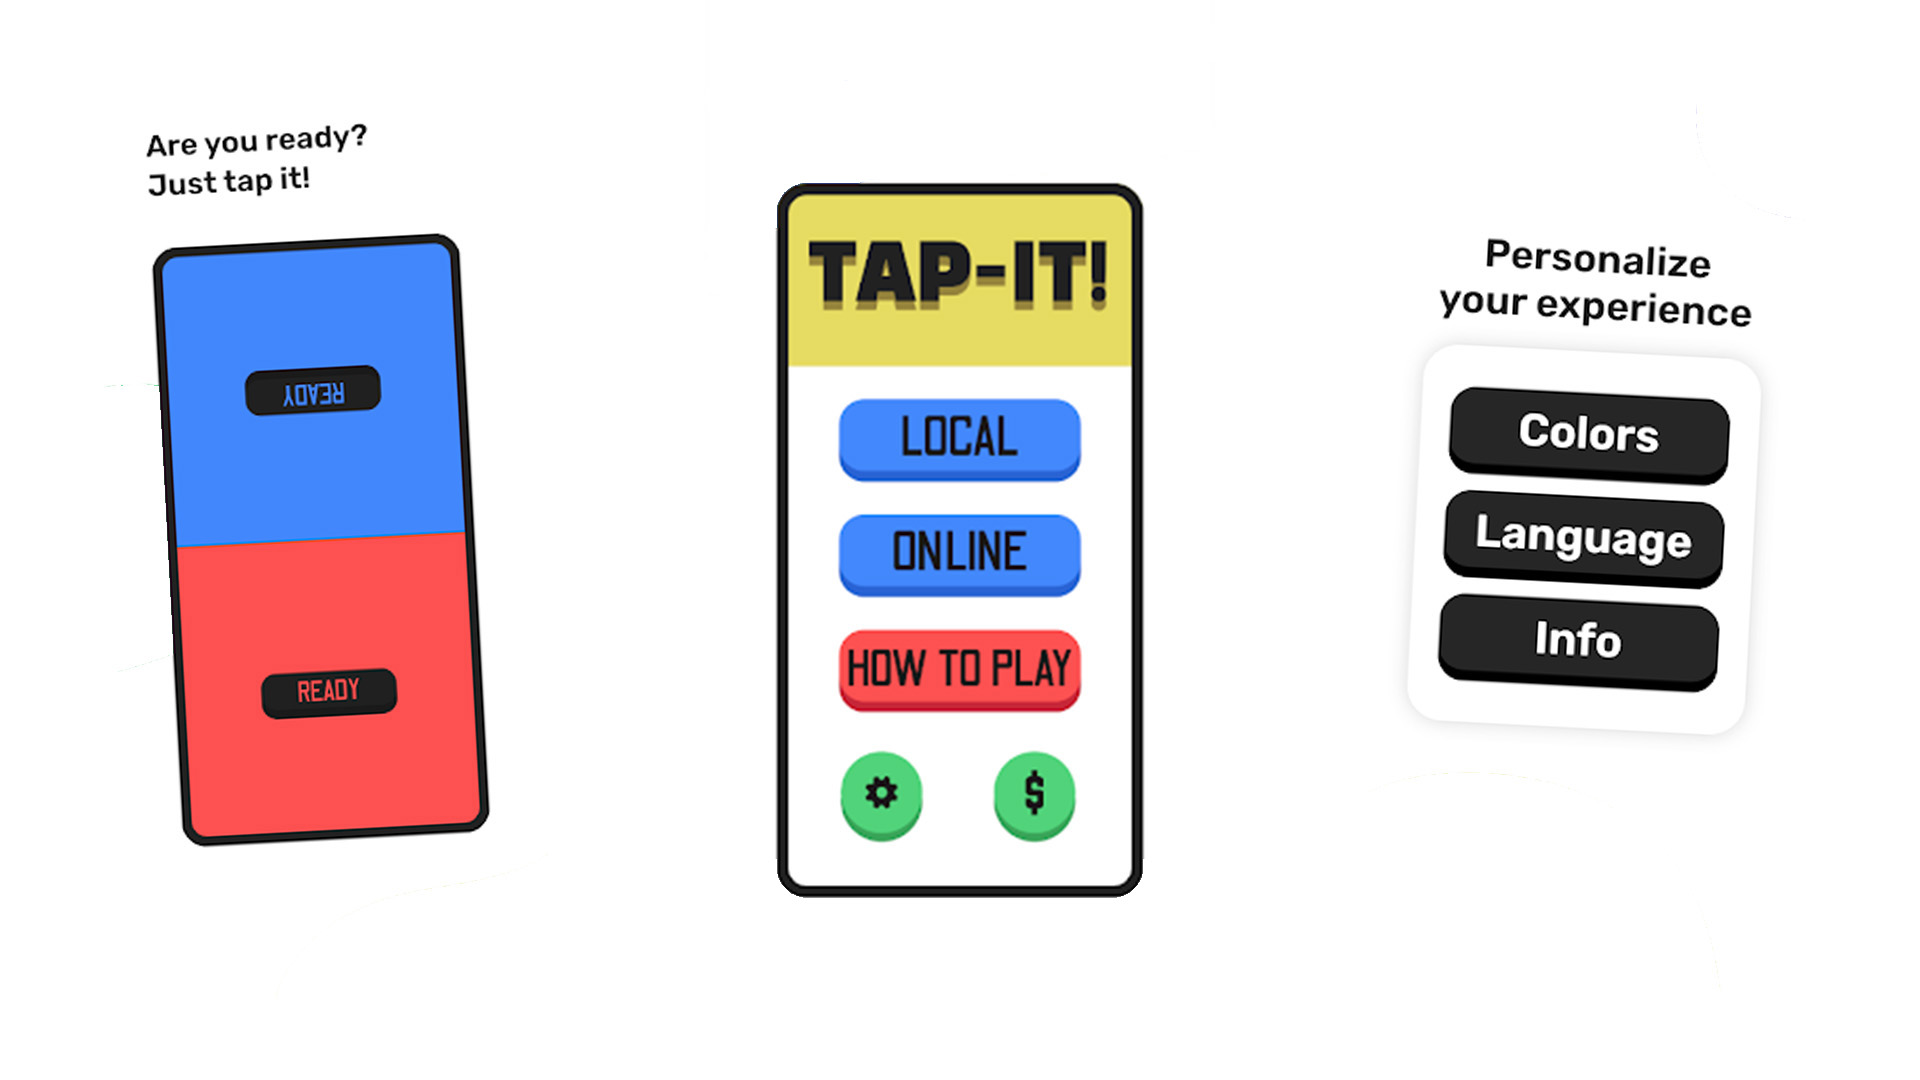 Are you ready?
Just tap it!
READY
READY
TAP-IT!
LOCAL
ONLINE
HOW TO PLAY
$
Personalize
your experience
Colors
Language
Info